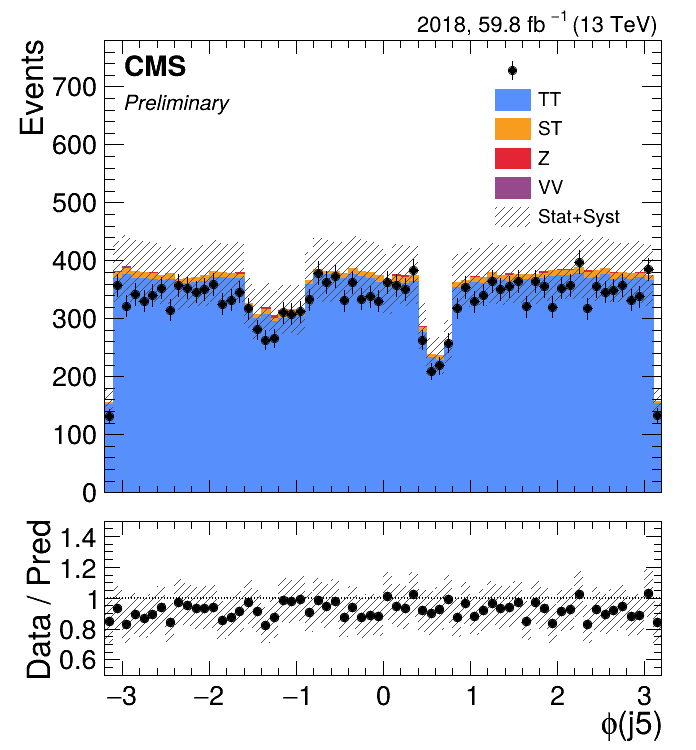 2018, 59.8 fb⁻¹ (13 TeV)
Events
CMS
Preliminary
TT
ST
Z
VV
Stat+Syst
700
600
500
400
300
200
100
0
Data / Pred
1.4
1.2
1
0.8
0.6
−3 −2 −1 0 1 2 3
ϕ(j5)